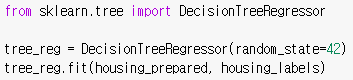 from sklearn.tree import DecisionTreeRegressor
tree_reg = DecisionTreeRegressor(random_state=42)
tree_reg.fit(housing_prepared, housing_labels)